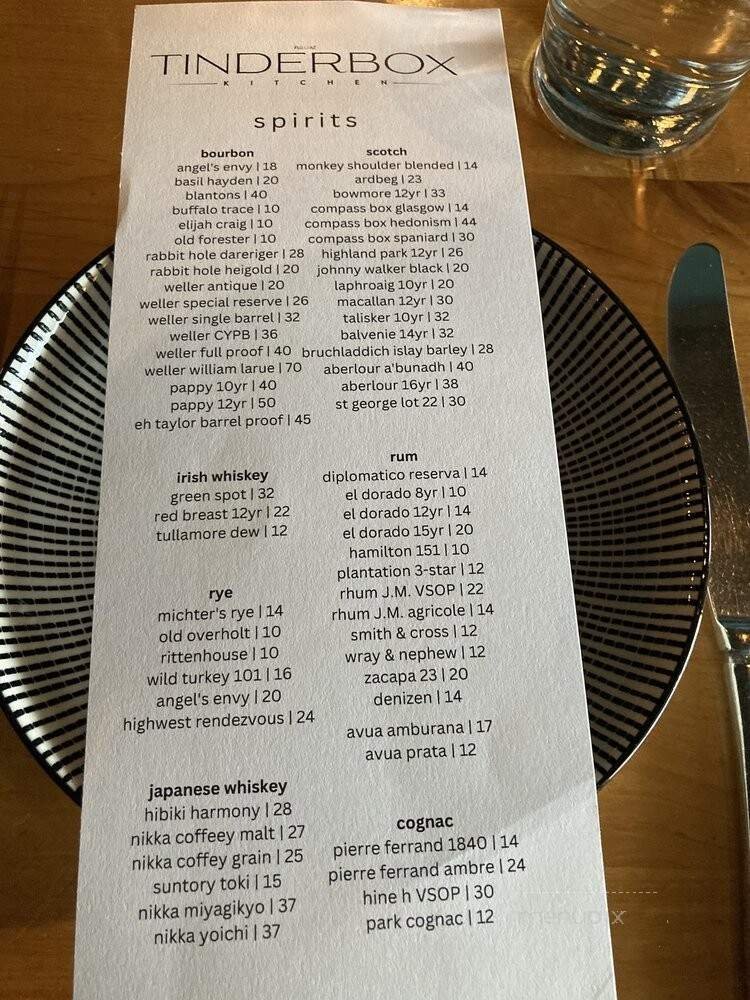 TINDERBOX
KITCHEN
spirits
bourbon
angel's envy | 18
basil hayden | 20
blantons | 40
buffalo trace | 10
elijah craig | 10
old forester | 10
rabbit hole dareriger | 28
rabbit hole heigold | 20
weller antique | 20
weller special reserve | 26
weller single barrel | 32
weller CYPB | 36
weller full proof | 40
weller william larue | 70
pappy 10yr | 40
pappy 12yr | 50
eh taylor barrel proof | 45
irish whiskey
green spot | 32
red breast 12yr | 22
tullamore dew | 12
rye
michter's rye | 14
old overholt | 10
rittenhouse | 10
wild turkey 101 | 16
angel's envy | 20
highwest rendezvous | 24
japanese whiskey
hibiki harmony | 28
nikka coffeey malt | 27
nikka coffey grain | 25
suntory toki | 15
nikka miyagikyo | 37
nikka yoichi | 37
scotch
monkey shoulder blended | 14
ardbeg | 23
bowmore 12yr | 33
compass box glasgow | 14
compass box hedonism | 44
compass box spaniard | 30
highland park 12yr | 26
johnny walker black | 20
laphroaig 10yr | 20
macallan 12yr | 30
talisker 10yr | 32
balvenie 14yr | 32
bruchladdich islay barley | 28
aberlour a'bunadh | 40
aberlour 16yr | 38
st george lot 22 | 30
rum
diplomatico reserva | 14
el dorado 8yr | 10
el dorado 12yr | 14
el dorado 15yr | 20
hamilton 151 | 10
plantation 3-star | 12
rhum J.M. VSOP | 22
rhum J.M. agricole | 14
smith & cross | 12
wray & nephew | 12
zacapa 23 | 20
denizen | 14
avua amburana | 17
avua prata | 12
cognac
pierre ferrand 1840 | 14
pierre ferrand ambre | 24
hine h VSOP | 30
park cognac | 12
menupix